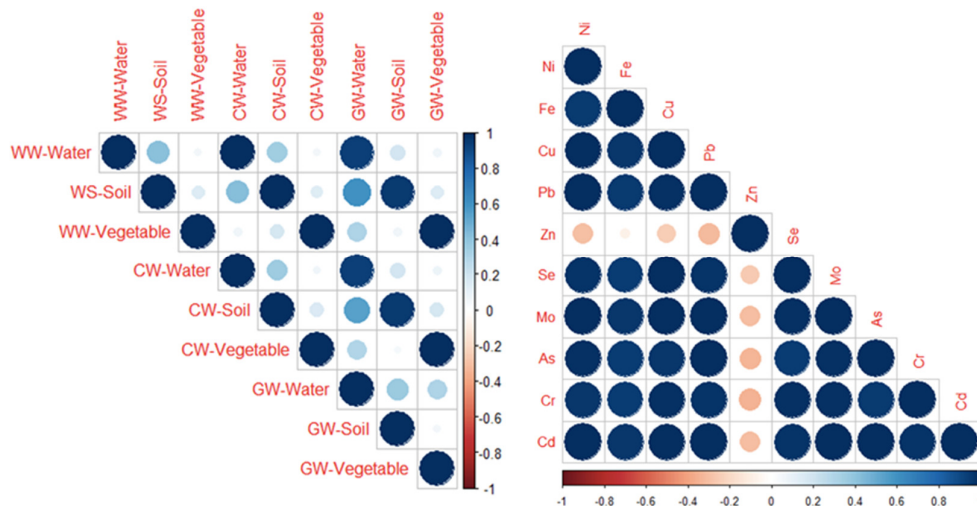 WW-Water
WS-Soil
WW-Vegetable
CW-Water
CW-Soil
CW-Vegetable
GW-Water
GW-Soil
GW-Vegetable
WW-Water
WS-Soil
WW-Vegetable
CW-Water
CW-Soil
CW-Vegetable
GW-Water
GW-Soil
GW-Vegetable
1
0.8
0.6
0.4
0.2
0
-0.2
-0.4
-0.6
-0.8
-1
Ni
Fe
Cu
Pb
Zn
Se
Mo
As
Cr
Cd
Ni
Fe
Cu
Pb
Zn
Se
Mo
As
Cr
Cd
-1 -0.8 -0.6 -0.4 -0.2 0 0.2 0.4 0.6 0.8